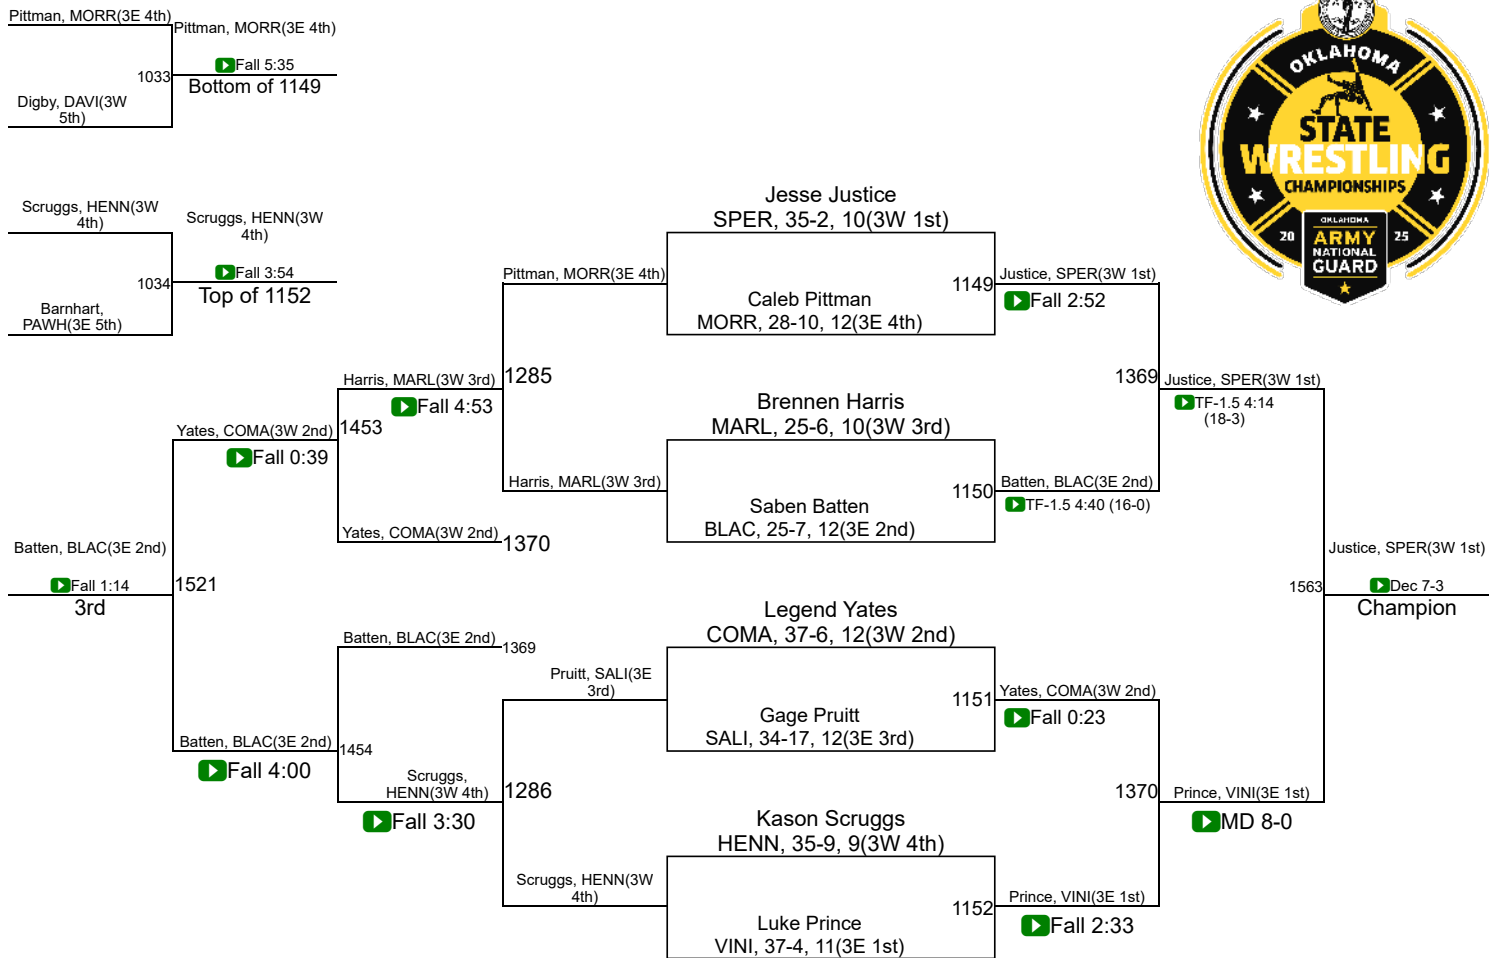 Pittman, MORR(3E 4th)
Pittman, MORR(3E 4th)
Fall 5:35
1033
Bottom of 1149
Digby, DAVI(3W
5th)
Scruggs, HENN(3W
4th)
Scruggs, HENN(3W
4th)
Fall 3:54
1034
Top of 1152
Barnhart,
PAWH(3E 5th)
OKLAHOMA
STATE
WRESTLING
CHAMPIONSHIPS
OKLAHOMA
20 ARMY 25
NATIONAL
GUARD
Jesse Justice
SPER, 35-2, 10(3W 1st)
Pittman, MORR(3E 4th)
1149
Justice, SPER(3W 1st)
Fall 2:52
Caleb Pittman
MORR, 28-10, 12(3E 4th)
Harris, MARL(3W 3rd)
Fall 4:53
1285
1369
Justice, SPER(3W 1st)
TF-1.5 4:14
(18-3)
Brennen Harris
MARL, 25-6, 10(3W 3rd)
Yates, COMA(3W 2nd)
Fall 0:39
1453
Harris, MARL(3W 3rd)
1150
Batten, BLAC(3E 2nd)
TF-1.5 4:40 (16-0)
Saben Batten
BLAC, 25-7, 12(3E 2nd)
Yates, COMA(3W 2nd)
1370
Batten, BLAC(3E 2nd)
Fall 1:14
3rd
1521
Justice, SPER(3W 1st)
1563
Dec 7-3
Champion
Legend Yates
COMA, 37-6, 12(3W 2nd)
Batten, BLAC(3E 2nd)
1369
Pruitt, SALI(3E
3rd)
1151
Yates, COMA(3W 2nd)
Fall 0:23
Gage Pruitt
SALI, 34-17, 12(3E 3rd)
Batten, BLAC(3E 2nd)
1454
Fall 4:00
Scruggs,
HENN(3W 4th)
1286
Fall 3:30
1370
Prince, VINI(3E 1st)
MD 8-0
Kason Scruggs
HENN, 35-9, 9(3W 4th)
Scruggs, HENN(3W
4th)
1152
Prince, VINI(3E 1st)
Fall 2:33
Luke Prince
VINI, 37-4, 11(3E 1st)